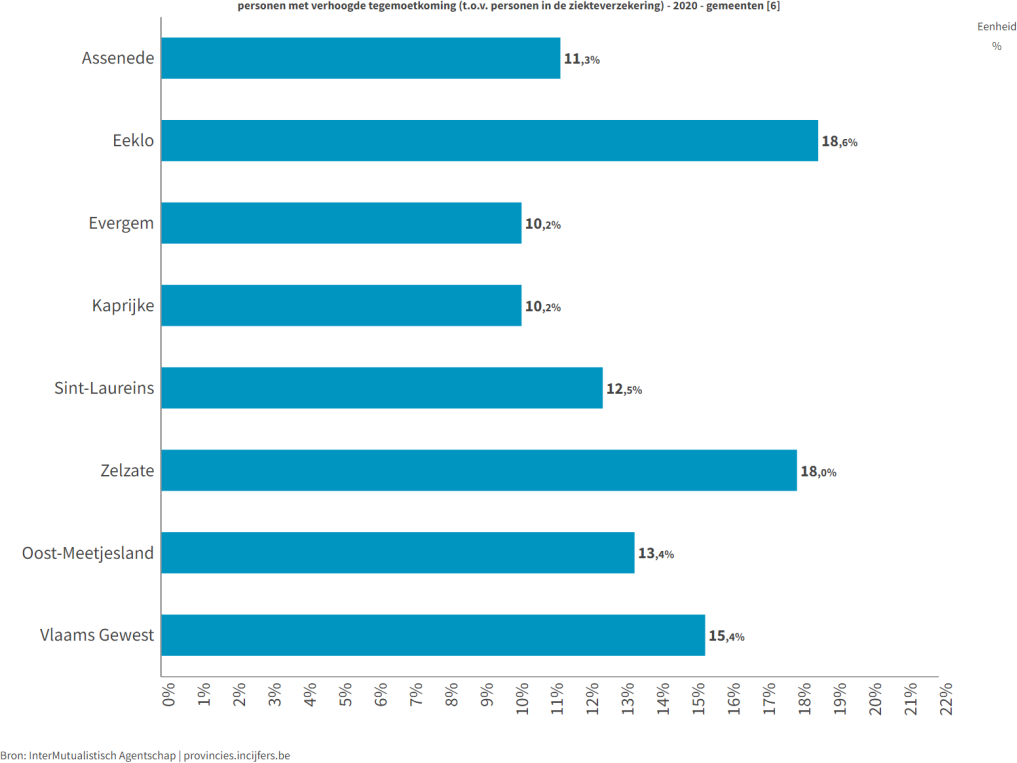 personen met verhoogde tegemoetkoming (t.o.v. personen in de ziekteverzekering) - 2020 - gemeenten [6]
Eenheid
%
Assenede 11,3%
Eeklo 18,6%
Evergem 10,2%
Kaprijke 10,2%
Sint-Laureins 12,5%
Zelzate 18,0%
Oost-Meetjesland 13,4%
Vlaams Gewest 15,4%
0% 1% 2% 3% 4% 5% 6% 7% 8% 9% 10% 11% 12% 13% 14% 15% 16% 17% 18% 19% 20% 21% 22%
Bron: InterMutualistisch Agentschap | provincies.incijfers.be